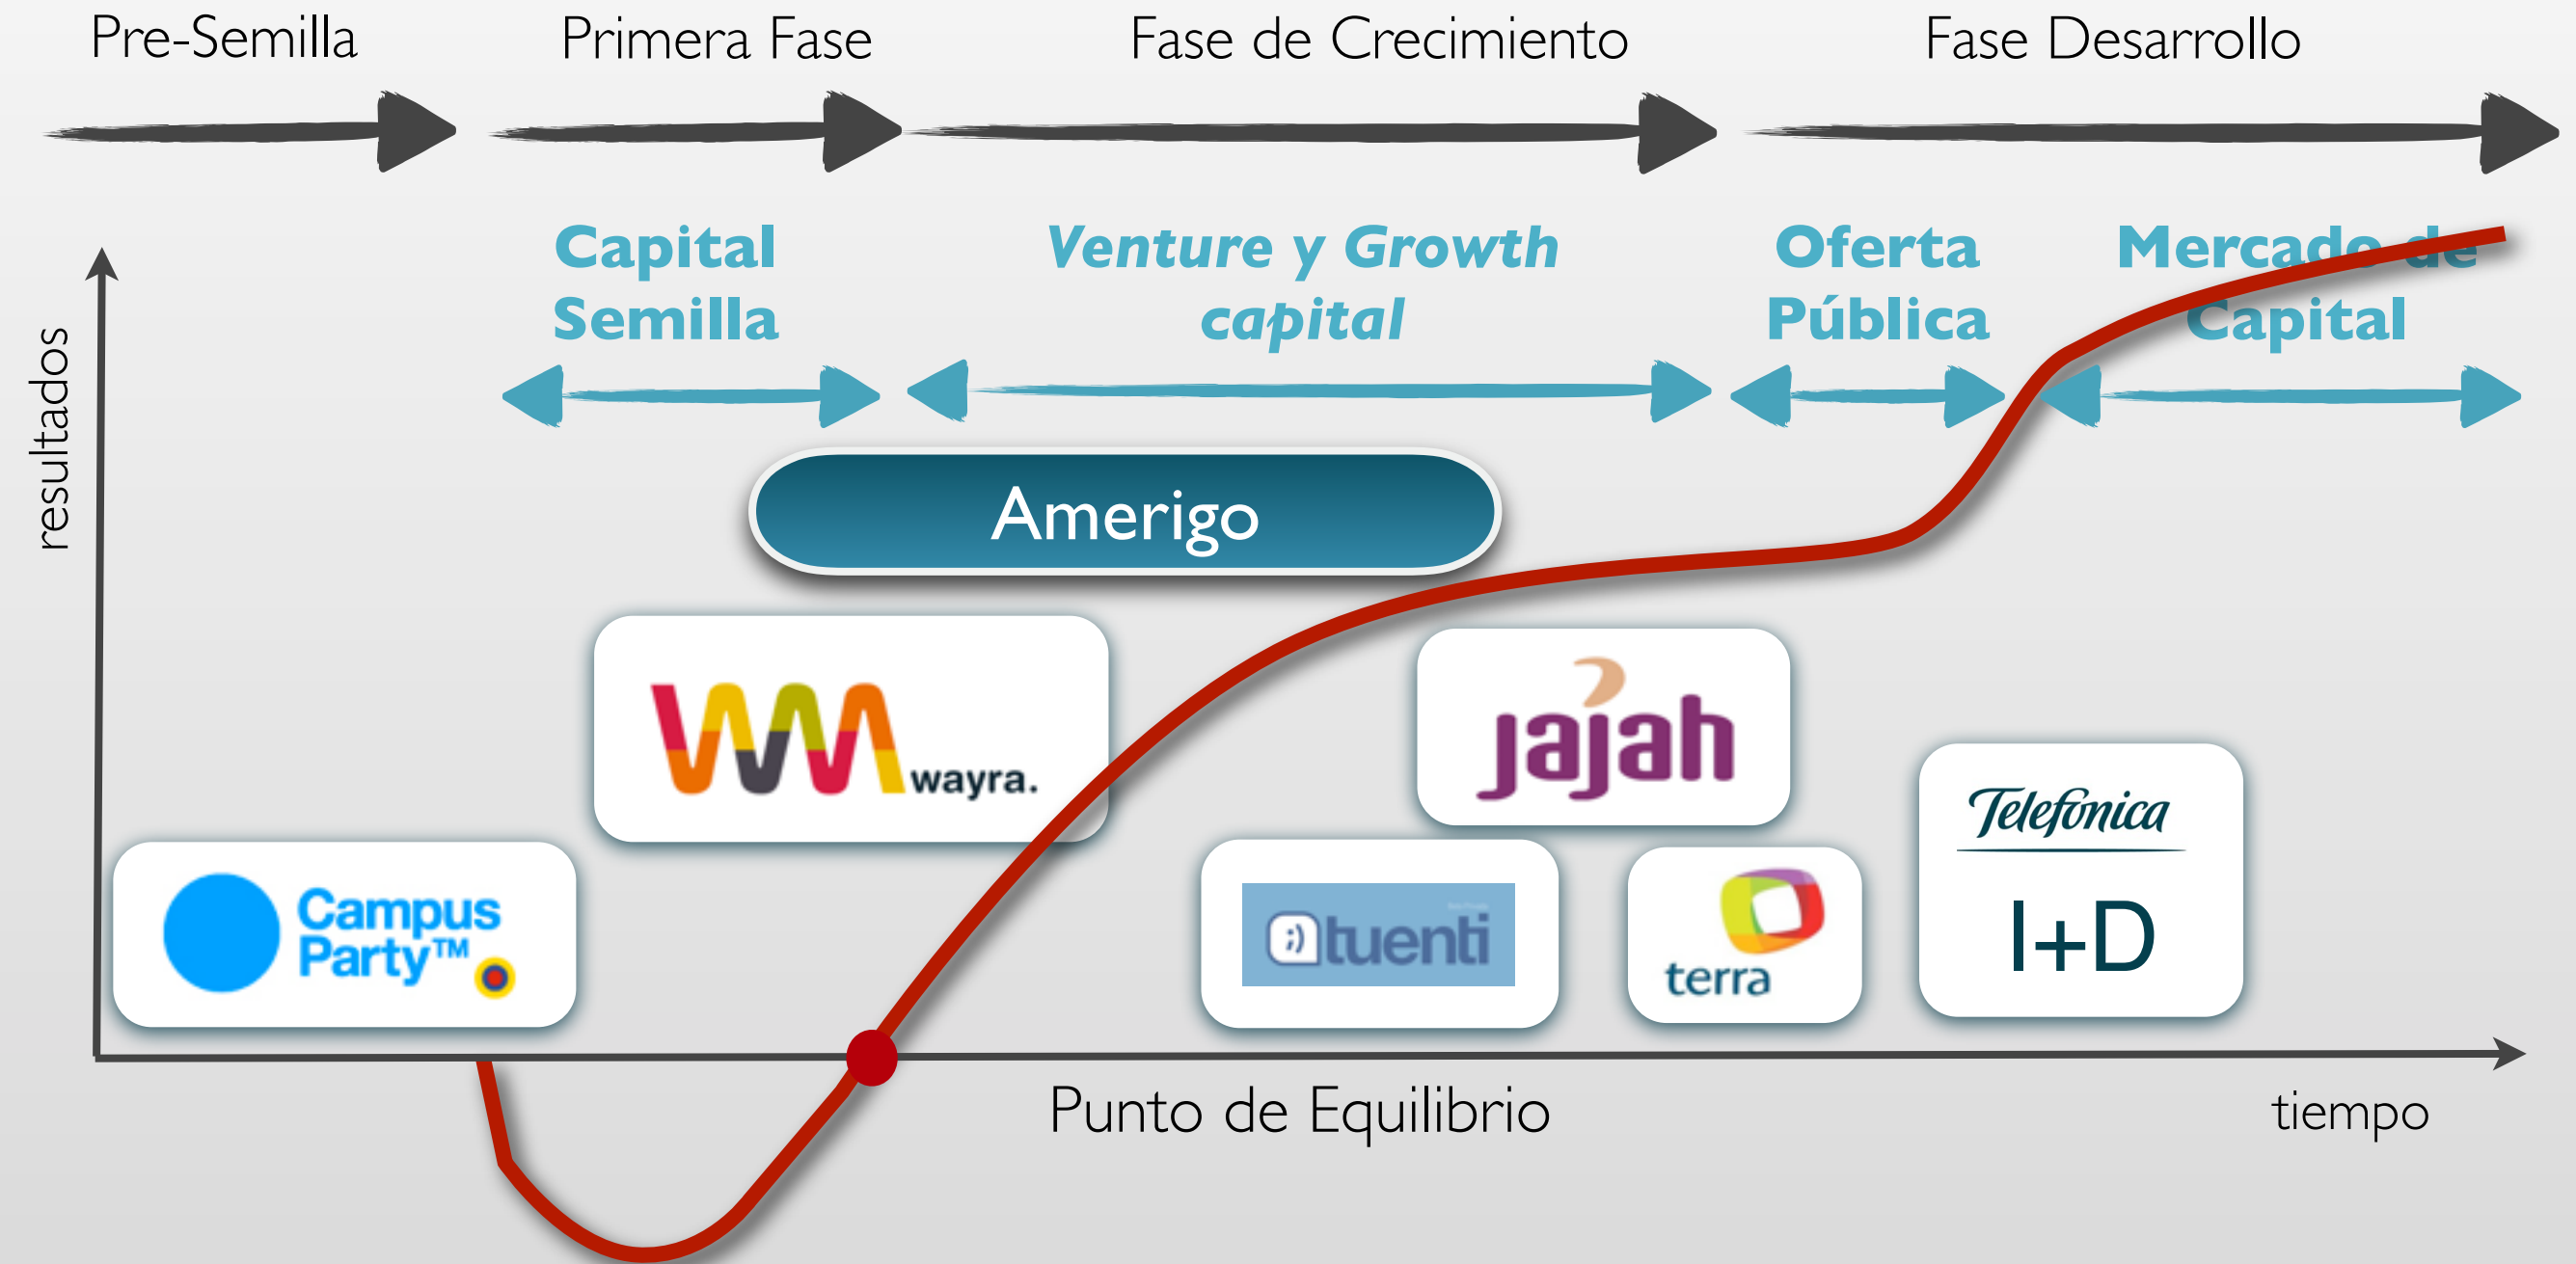 Pre-Semilla
Primera Fase
Fase de Crecimiento
Fase Desarrollo
Capital
Semilla
Venture y Growth
capital
Oferta
Pública
Mercado de
Capital
resultados
Amerigo
wayra.
jajah
Telefónica
I+D
Campus
Party™
;) tuenti
terra
Punto de Equilibrio
tiempo